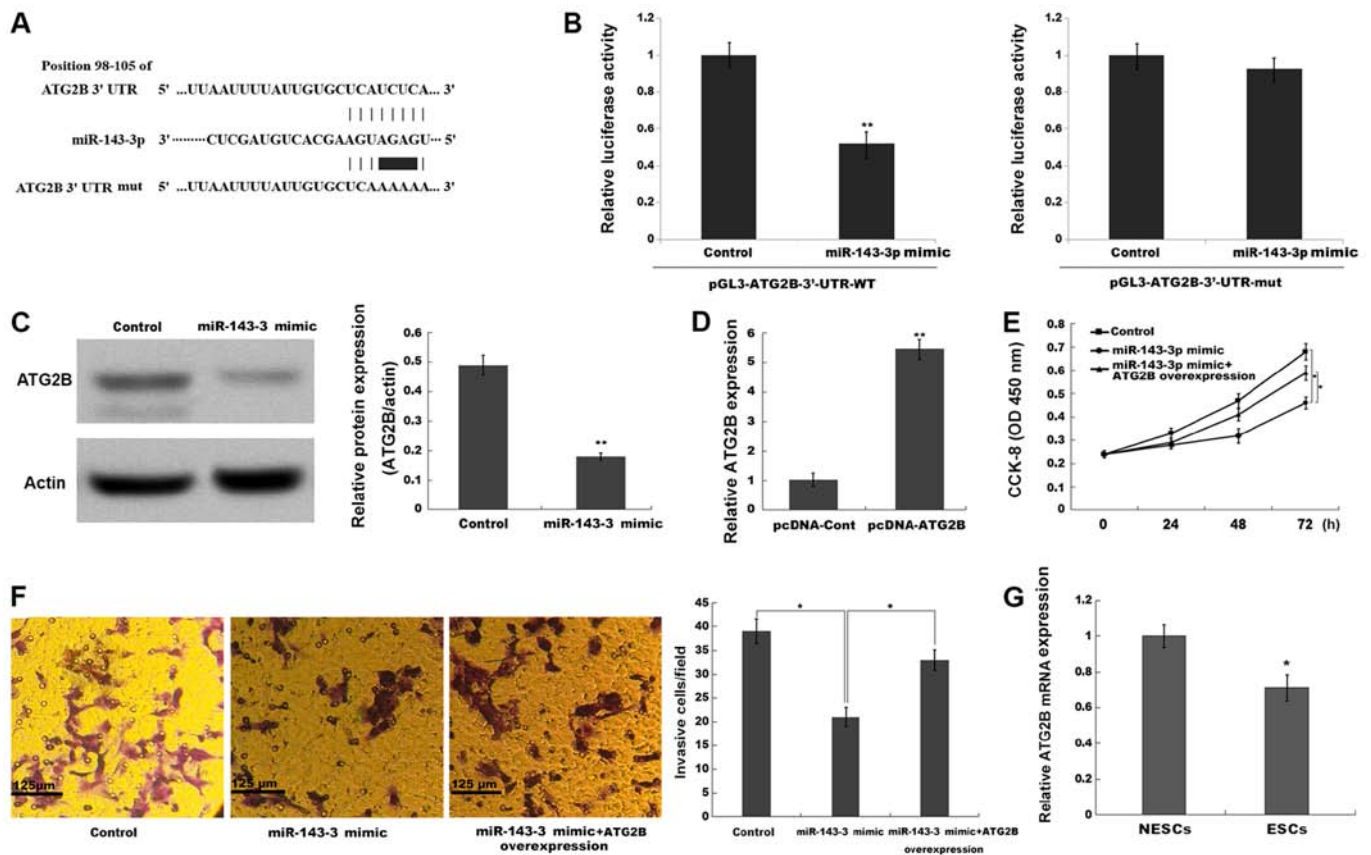 A
Position 98-105 of
ATG2B 3' UTR 5' ...UUAAUUUUAUUGUGCUCAUCUCA... 3'
miR-143-3p 3' ·········CUCGAUGUCACGAAGUAGAGU··· 5'
ATG2B 3' UTR mut 5' ...UUAAUUUUAUUGUGCUCAAAAAA... 3'
B
Relative luciferase activity
1.2
1
0.8
0.6
0.4
0.2
0
**
Control
miR-143-3p mimic
pGL3-ATG2B-3'-UTR-WT
Relative luciferase activity
1.2
1
0.8
0.6
0.4
0.2
0
Control
miR-143-3p mimic
pGL3-ATG2B-3'-UTR-mut
C
Control
miR-143-3 mimic
ATG2B
Actin
Relative protein expression
(ATG2B/actin)
0.6
0.5
0.4
0.3
0.2
0.1
0
**
Control
miR-143-3 mimic
D
Relative ATG2B expression
6
5
4
3
2
1
0
**
pcDNA-Cont
pcDNA-ATG2B
E
CCK-8 (OD 450 nm)
0.8
0.7
0.6
0.5
0.4
0.3
0.2
0.1
Control
miR-143-3p mimic
miR-143-3p mimic+
ATG2B overexpression
*
*
0 24 48 72 (h)
F
125µm
Control
125 µm
miR-143-3 mimic
125 µm
miR-143-3 mimic+ATG2B
overexpression
Invasive cells/field
45
40
35
30
25
20
15
10
5
0
*
*
Control
miR-143-3 mimic
miR-143-3 mimic+ATG2B
overexpression
G
Relative ATG2B mRNA expression
1.2
1
0.8
0.6
0.4
0.2
0
*
NESCs
ESCs